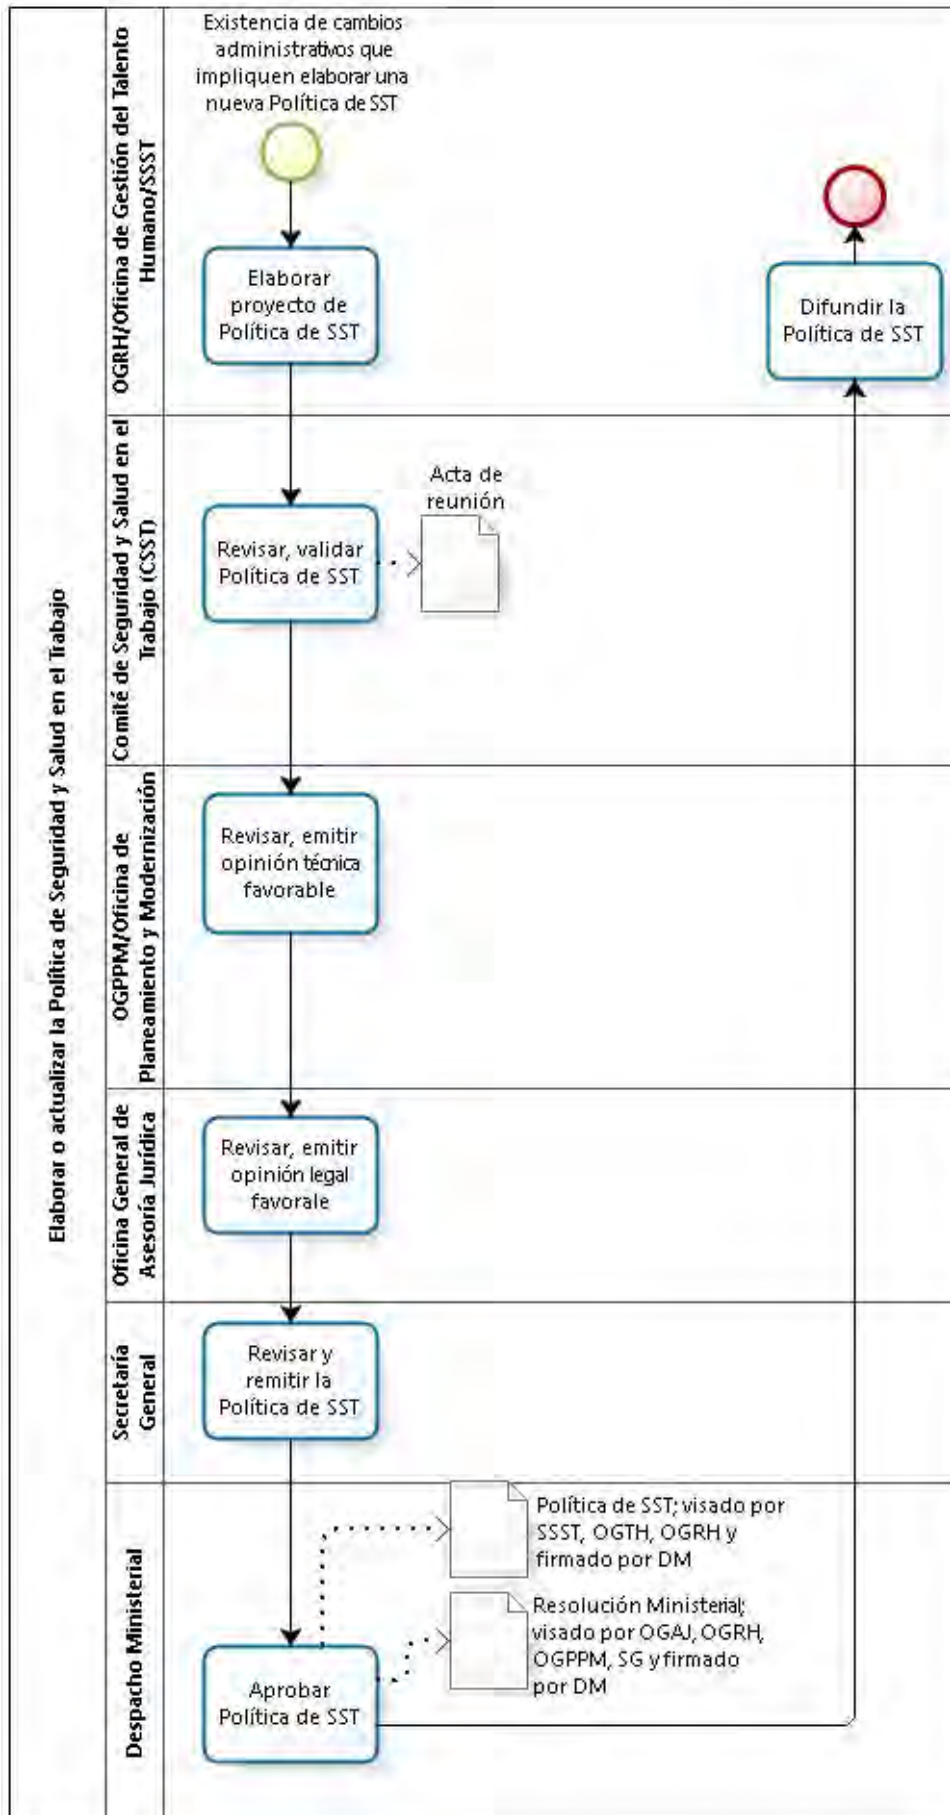 Elaborar o actualizar la Política de Seguridad y Salud en el Trabajo
OGRH/Oficina de Gestión del Talento
Humano/SSST
Existencia de cambios
administrativos que
impliquen elaborar una
nueva Política de SST
Elaborar
proyecto de
Política de SST
Difundir la
Política de SST
Comité de Seguridad y Salud en el
Trabajo (CSST)
Revisar, validar
Política de SST
Acta de
reunión
OGPPM/Oficina de
Planeamiento y Modernización
Revisar, emitir
opinión técnica
favorable
Oficina General de
Asesoría Jurídica
Revisar, emitir
opinión legal
favorale
Secretaría
General
Revisar y
remitir la
Política de SST
Despacho Ministerial
Aprobar
Política de SST
Política de SST; visado por
SSST, OGTH, OGRH y
firmado por DM
Resolución Ministerial;
visado por OGAJ, OGRH,
OGPPM, SG y firmado
por DM